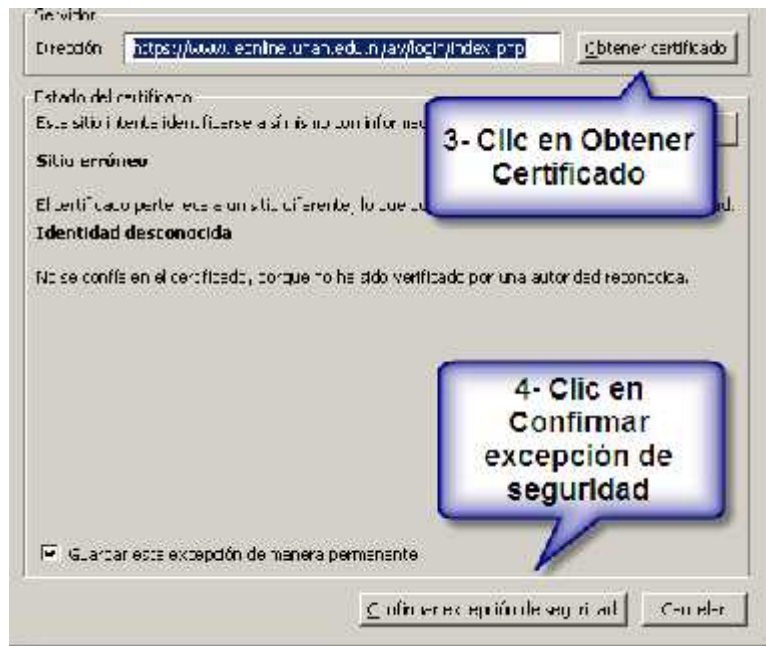 Servidor
Dirección https://www. .edu.ni/av/login/index.php Obtener certificado
Estado del certificado
Este sitio intenta identificarse a sí mismo con
3- Clic en Obtener
Certificado
Sitio erróneo
El certificado pertenece a un sitio diferente, lo que
Identidad desconocida
No se confía en el certificado, porque no ha sido verificado por una autoridad reconocida.
4- Clic en
Confirmar
excepción de
seguridad
Guardar esta excepción de manera permanente
Confirmar excepción de seguridad Cancelar